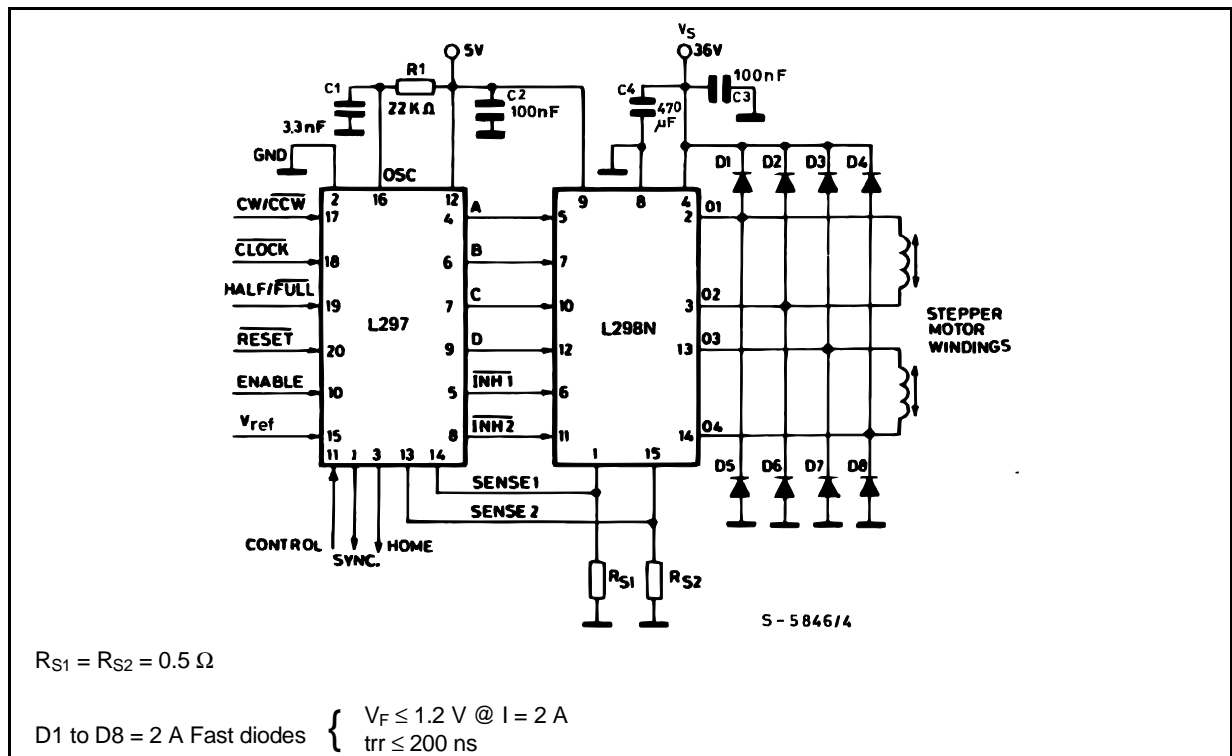 VS
5V
36V
R1
C1
22KΩ
3.3nF
C2
100nF
C4
470
μF
100nF
C3
GND
OSC
D1 D2 D3 D4
2 16 12
9 8 4
CW/CCW 17
4 A 5
2 01
CLOCK 18
6 B 7
HALF/FULL 19
7 C 10
3 02
L297
L298N
STEPPER
MOTOR
WINDINGS
RESET 20
9 D 12
13 03
ENABLE 10
5 INH1 6
Vref 15
8 INH2 11
14 04
11 1 3 13 14
1 15
D5 D6 D7 D8
SENSE1
SENSE 2
CONTROL
SYNC.
HOME
RS1
RS2
S-5846/4
RS1 = RS2 = 0.5 Ω
D1 to D8 = 2 A Fast diodes {
VF ≤ 1.2 V @ I = 2 A
trr ≤ 200 ns